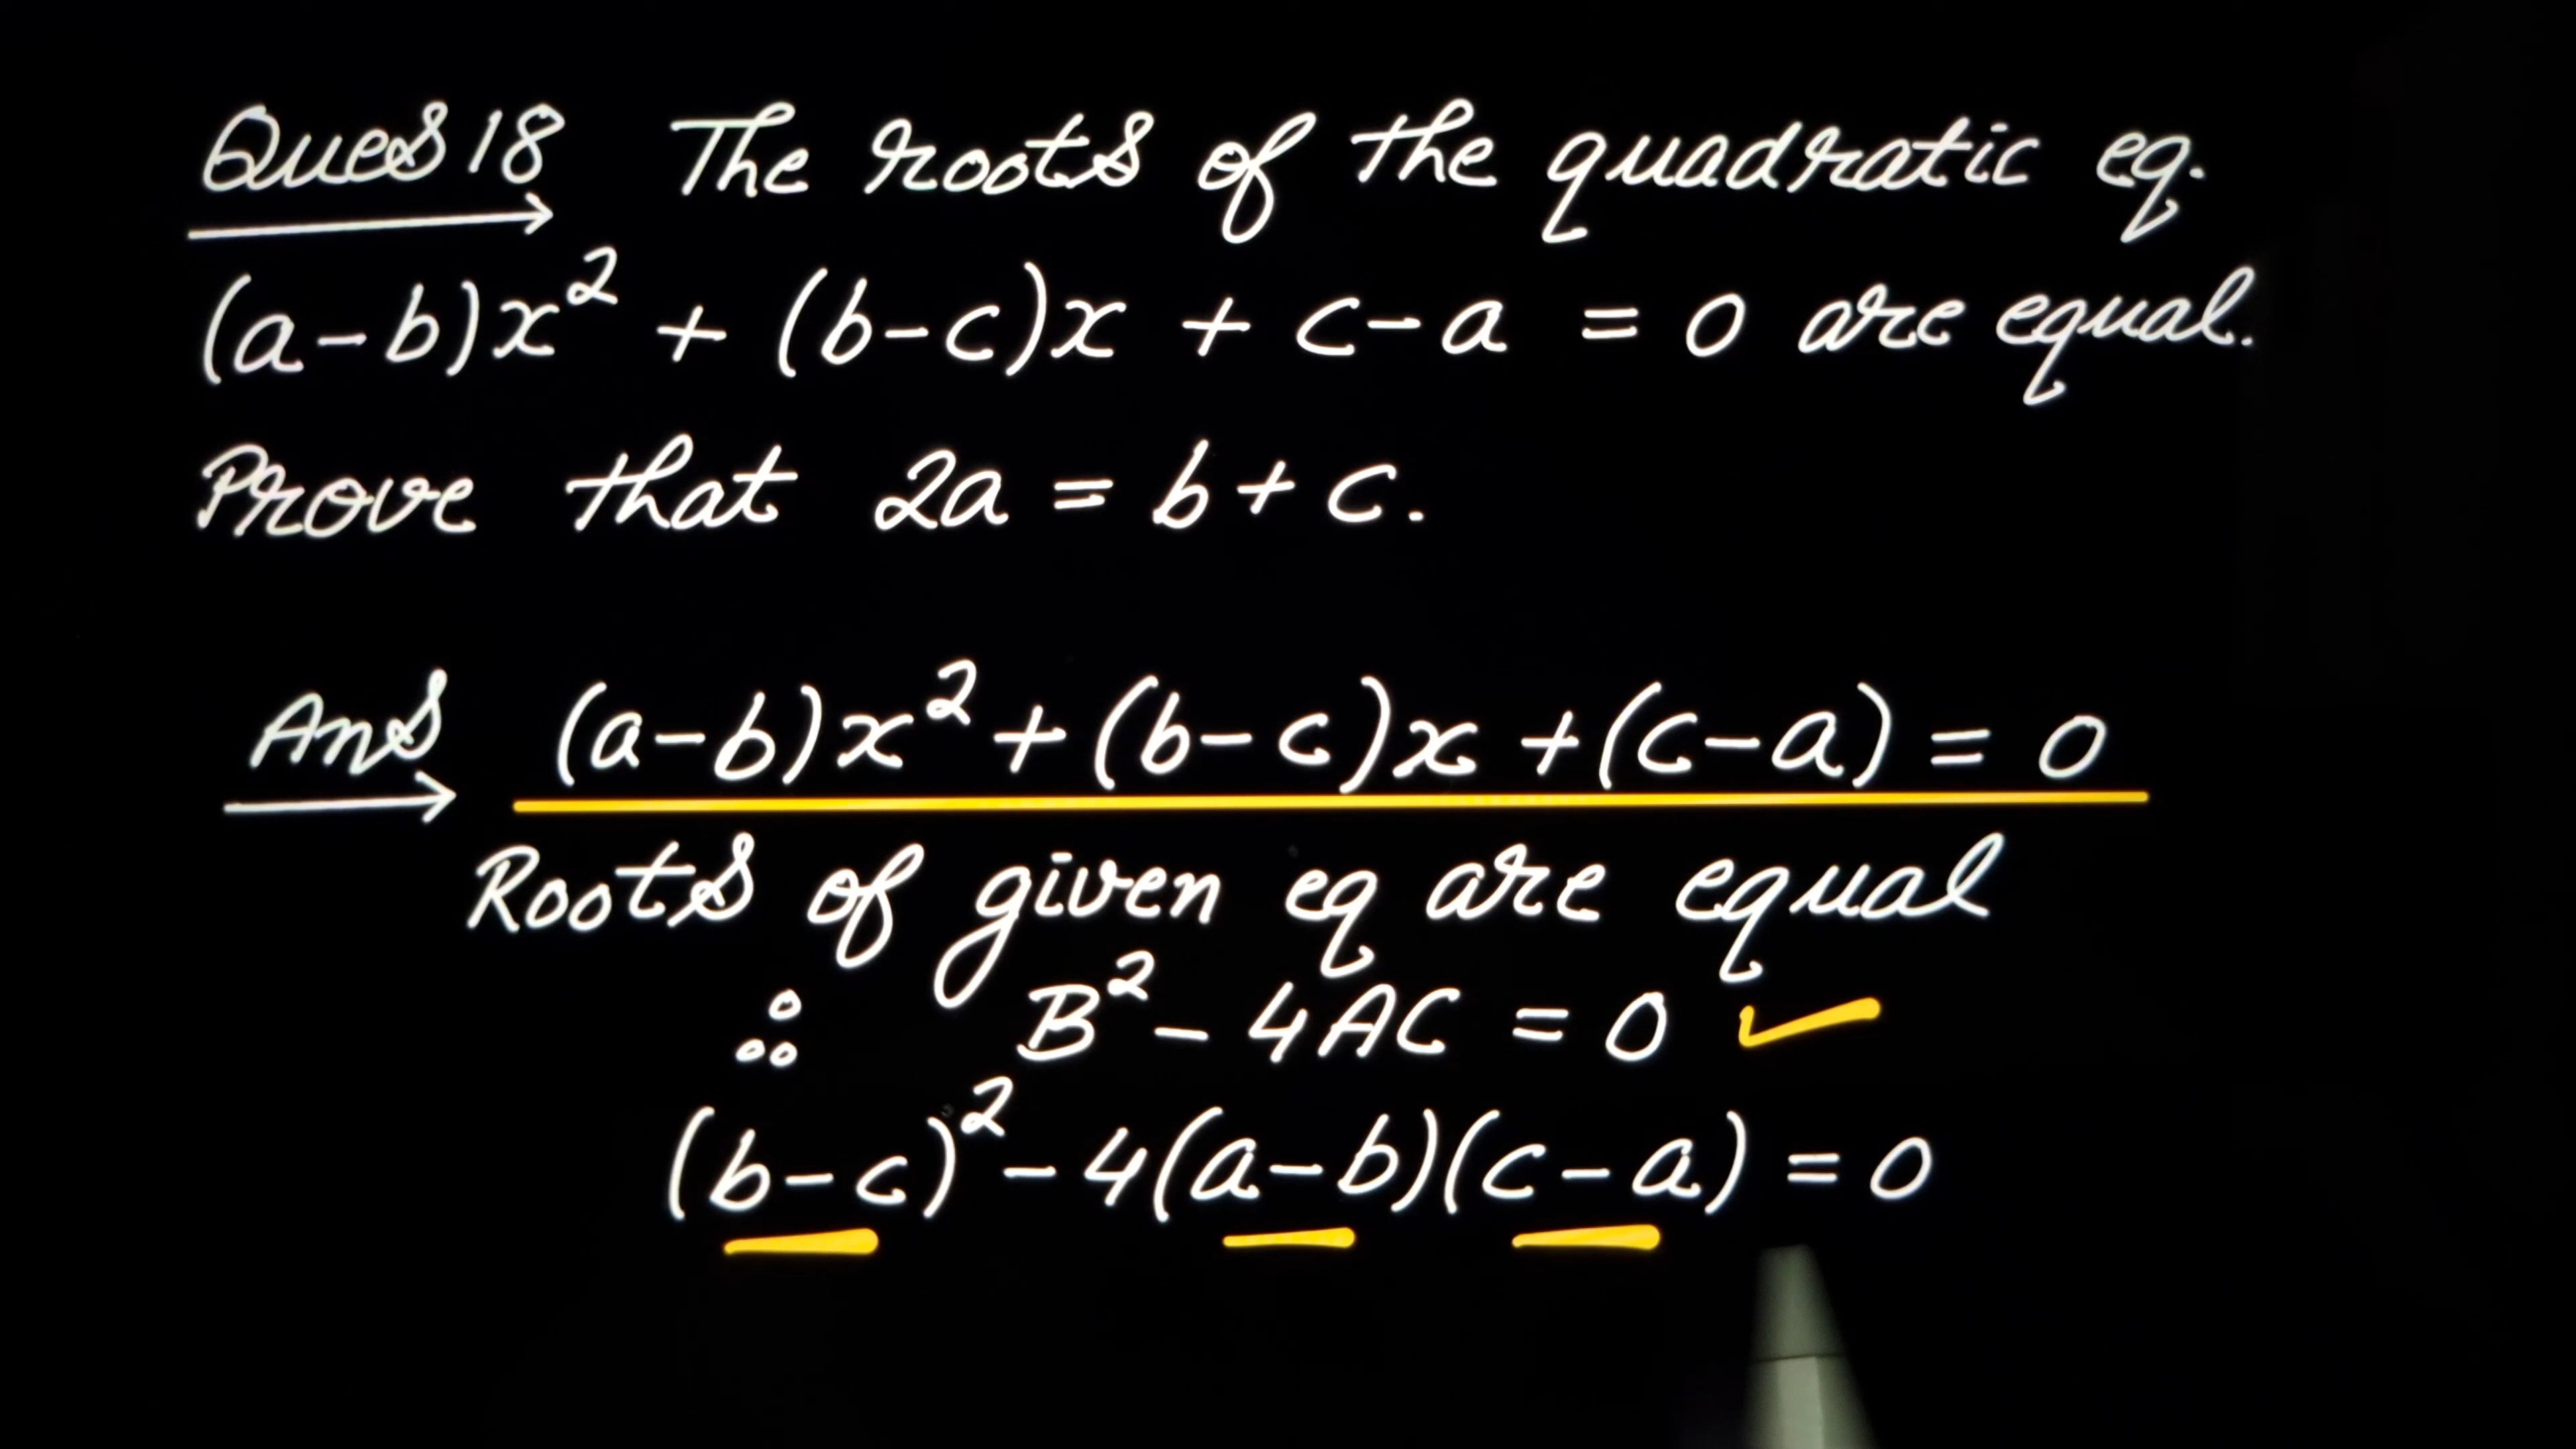 Ques 18 The roots of the quadratic eq.
(a-b)x² + (b-c)x + c-a = 0 are equal.
Prove that 2a = b+c.
Ans (a-b)x² + (b-c)x + (c-a) = 0
Roots of given eq are equal
∴ B² - 4AC = 0 ✓
(b-c)² - 4(a-b)(c-a) = 0